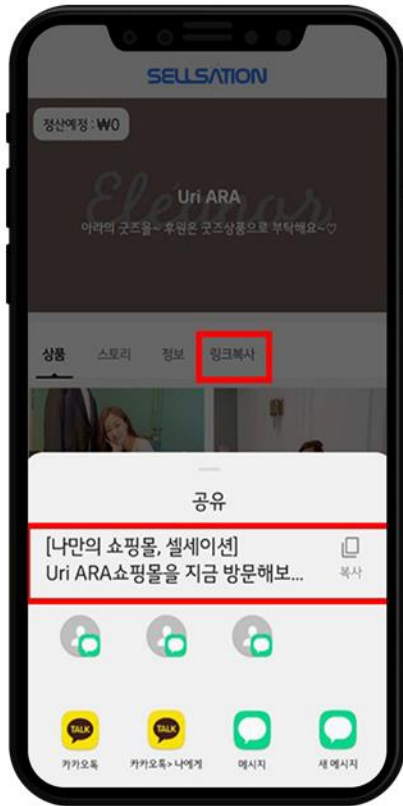 SELLSATION
정산예정 : ₩0
Eleanor
Uri ARA
아라의 굿즈을~ 후원은 굿즈상품으로 부탁해요~♡
상품 스토리 정보 링크복사
공유
[나만의 쇼핑몰, 셀세이션]
Uri ARA쇼핑몰을 지금 방문해보...
복사
TALK TALK
카카오톡 카카오톡> 나에게 메시지 새 메시지